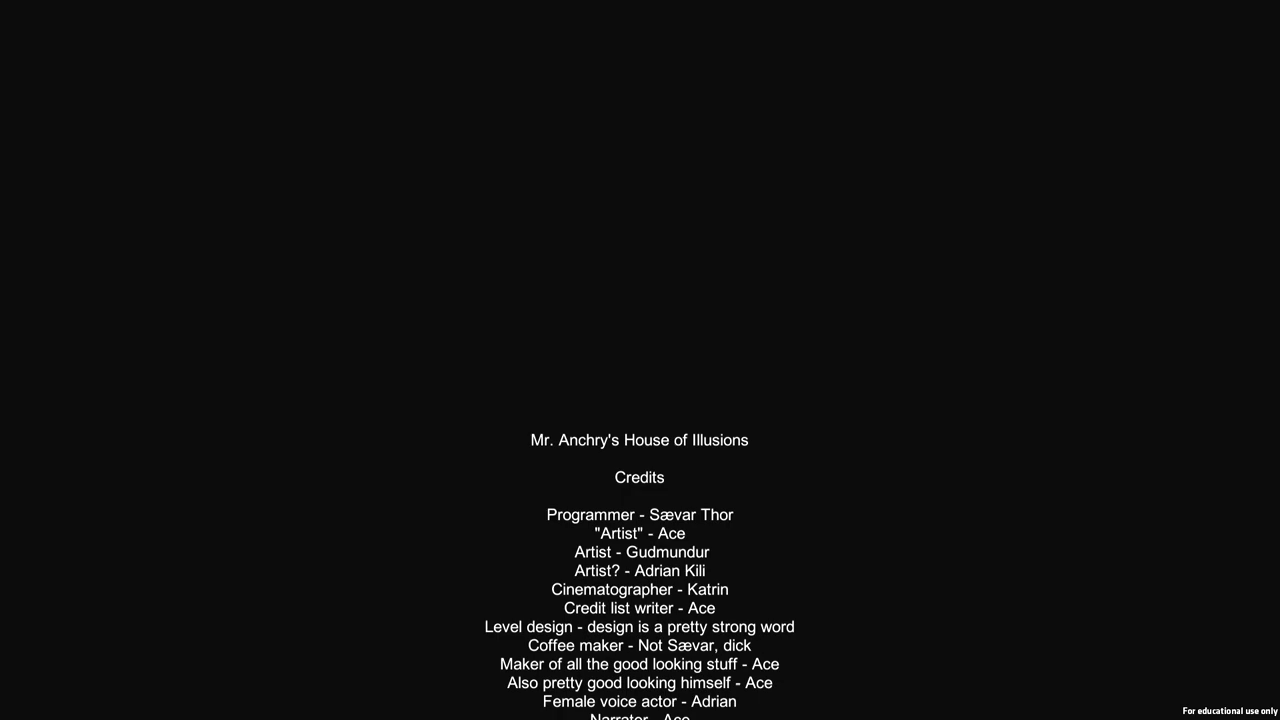 Mr. Anchry's House of Illusions
Credits
Programmer - Sævar Thor
"Artist" - Ace
Artist - Gudmundur
Artist? - Adrian Kili
Cinematographer - Katrin
Credit list writer - Ace
Level design - design is a pretty strong word
Coffee maker - Not Sævar, dick
Maker of all the good looking stuff - Ace
Also pretty good looking himself - Ace
Female voice actor - Adrian
Narrator - Ace
For educational use only